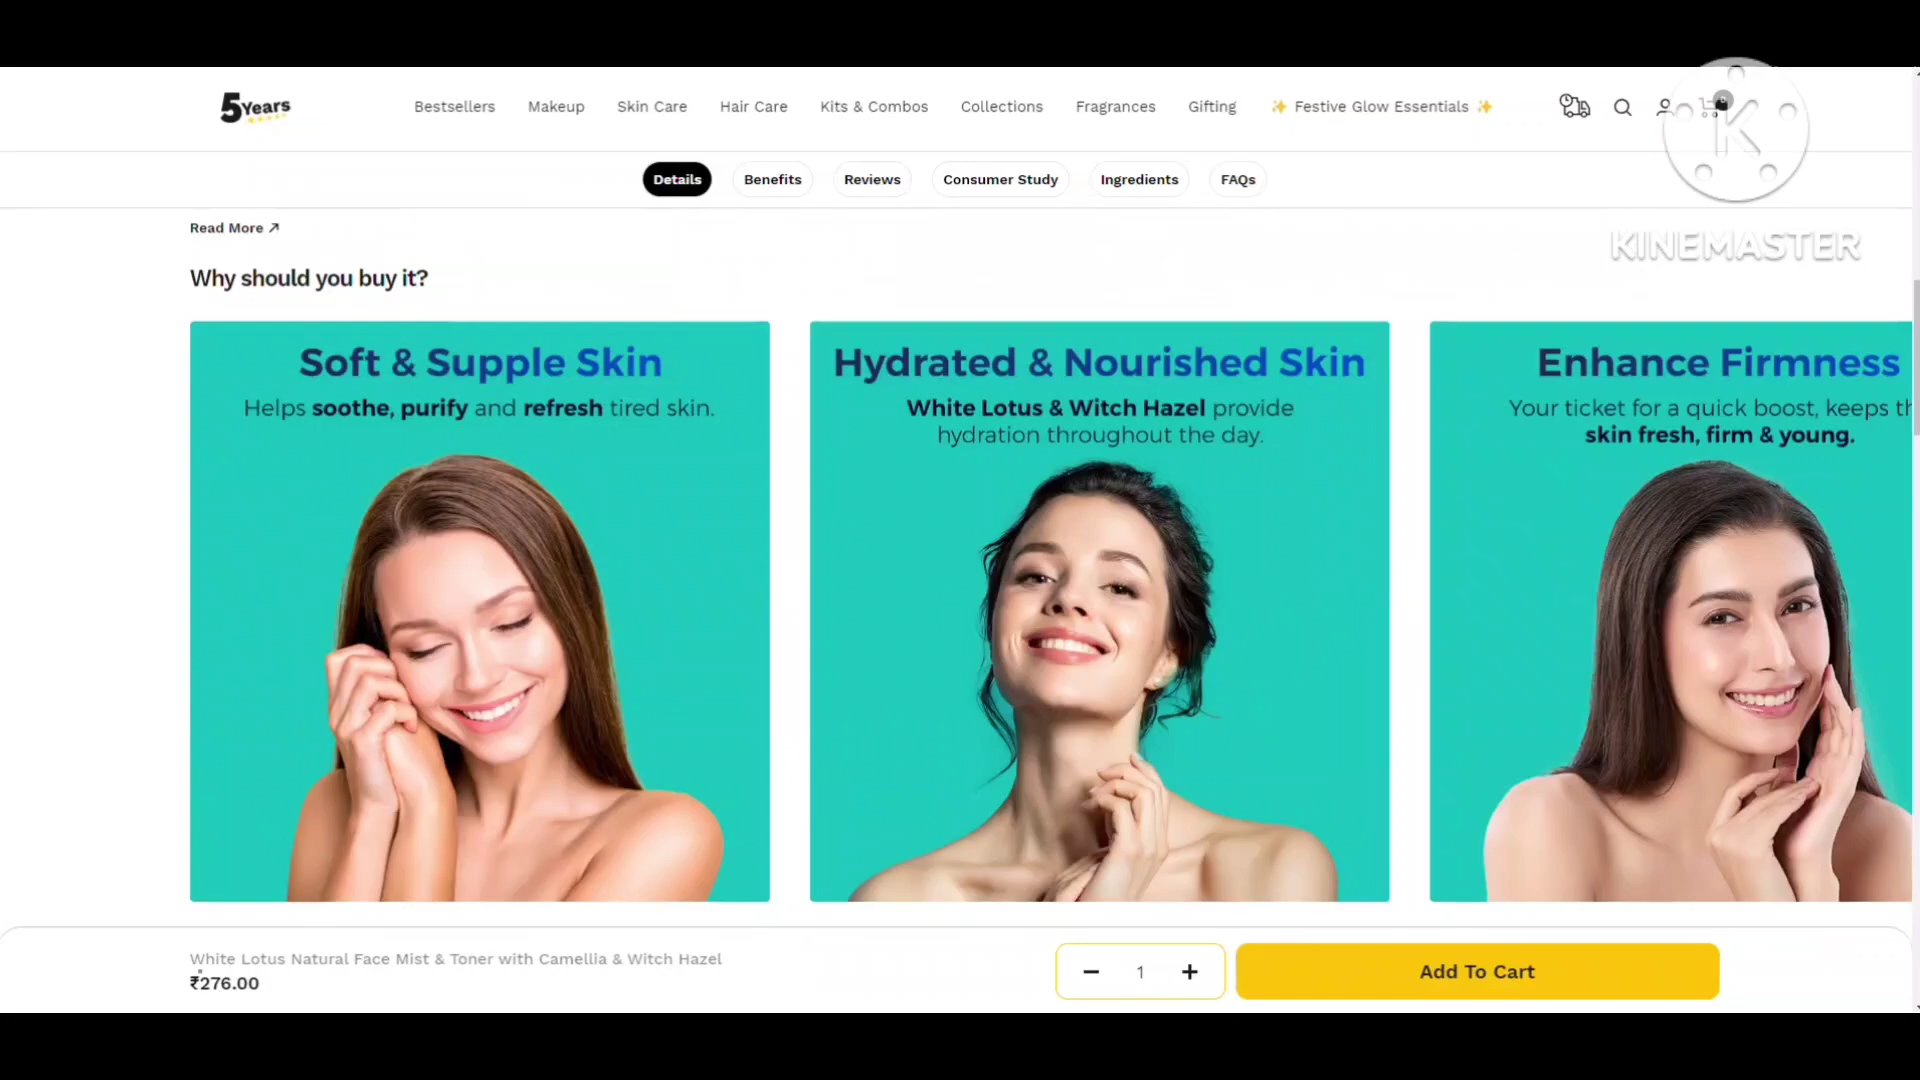 5Years
Bestsellers Makeup Skin Care Hair Care Kits & Combos Collections Fragrances Gifting ✨ Festive Glow Essentials ✨
0
K
KINEMASTER
Details Benefits Reviews Consumer Study Ingredients FAQs
Read More ↗
Why should you buy it?
Soft & Supple Skin
Helps soothe, purify and refresh tired skin.
Hydrated & Nourished Skin
White Lotus & Witch Hazel provide
hydration throughout the day.
Enhance Firmness
Your ticket for a quick boost, keeps
skin fresh, firm & young.
White Lotus Natural Face Mist & Toner with Camellia & Witch Hazel
₹276.00
− 1 +
Add To Cart